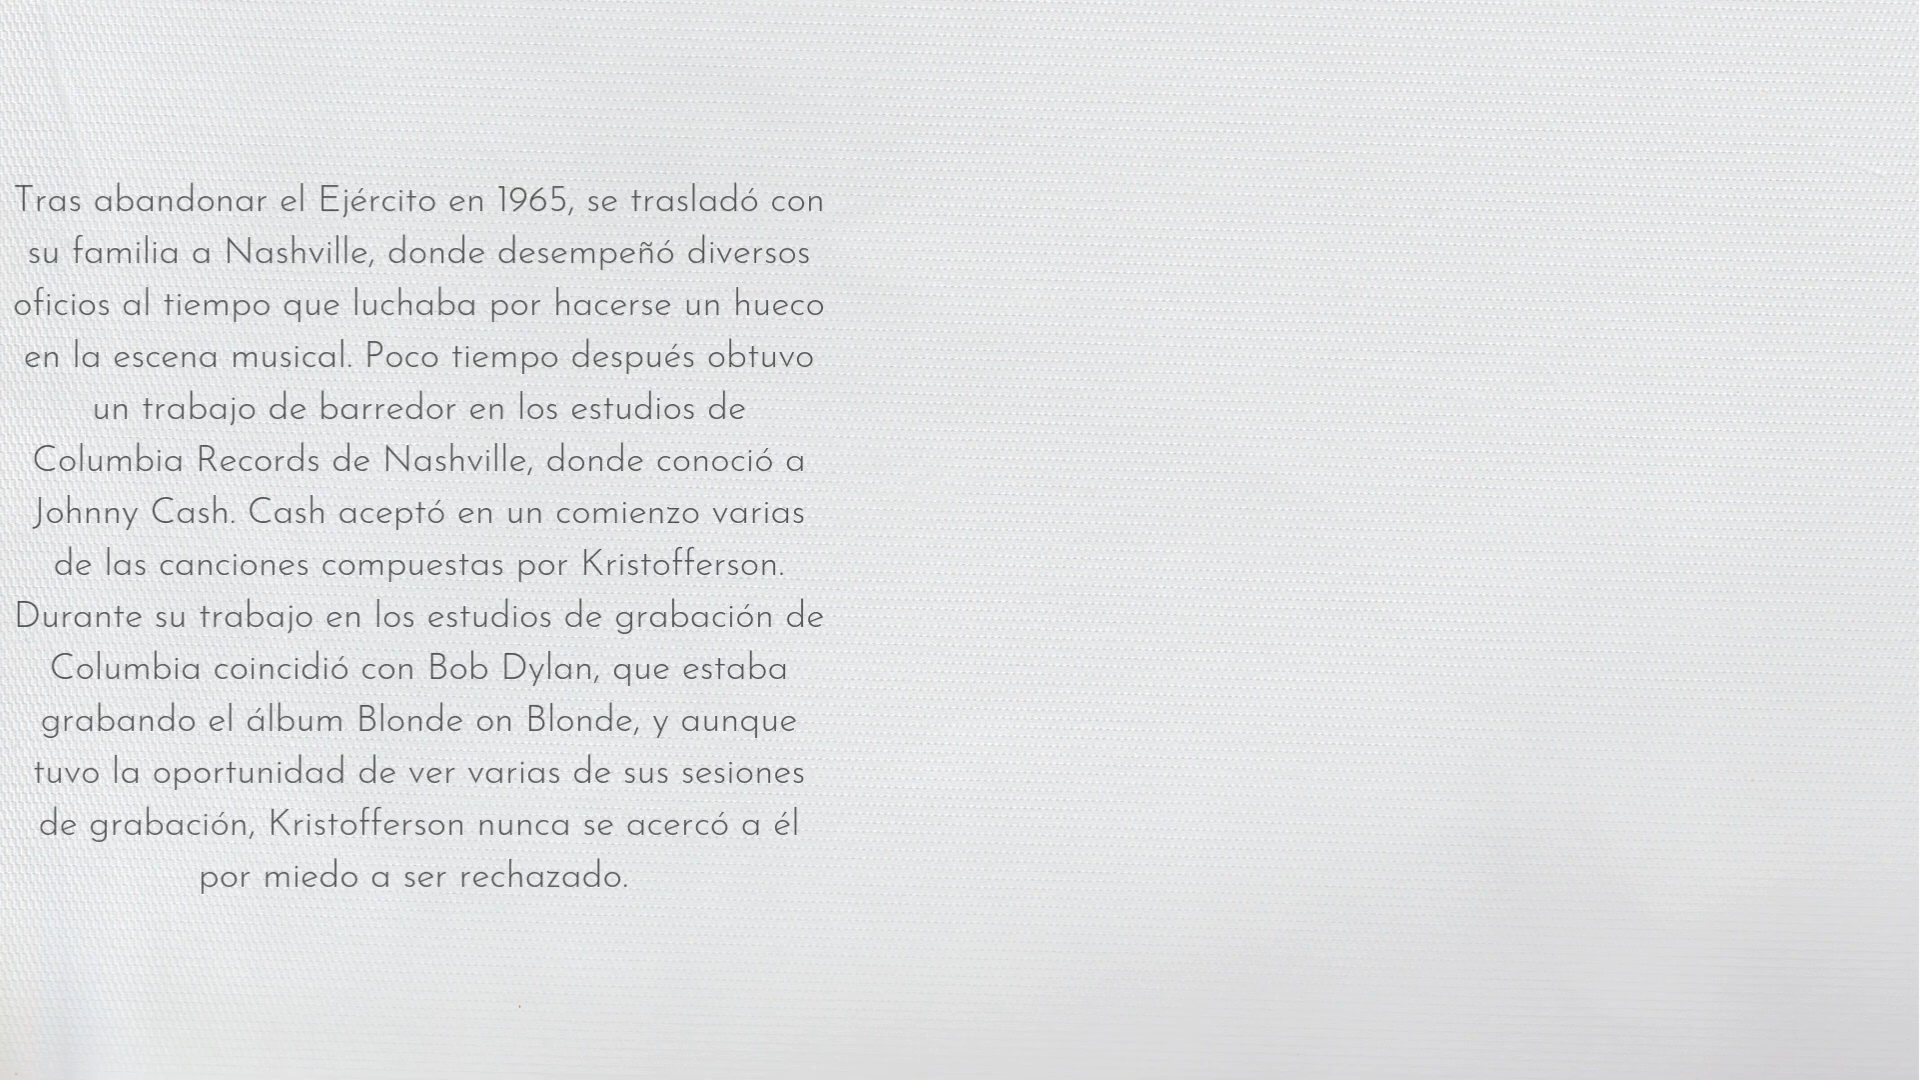 Tras abandonar el Ejército en 1965, se trasladó con
su familia a Nashville, donde desempeñó diversos
oficios al tiempo que luchaba por hacerse un hueco
en la escena musical. Poco tiempo después obtuvo
un trabajo de barredor en los estudios de
Columbia Records de Nashville, donde conoció a
Johnny Cash. Cash aceptó en un comienzo varias
de las canciones compuestas por Kristofferson.
Durante su trabajo en los estudios de grabación de
Columbia coincidió con Bob Dylan, que estaba
grabando el álbum Blonde on Blonde, y aunque
tuvo la oportunidad de ver varias de sus sesiones
de grabación, Kristofferson nunca se acercó a él
por miedo a ser rechazado.